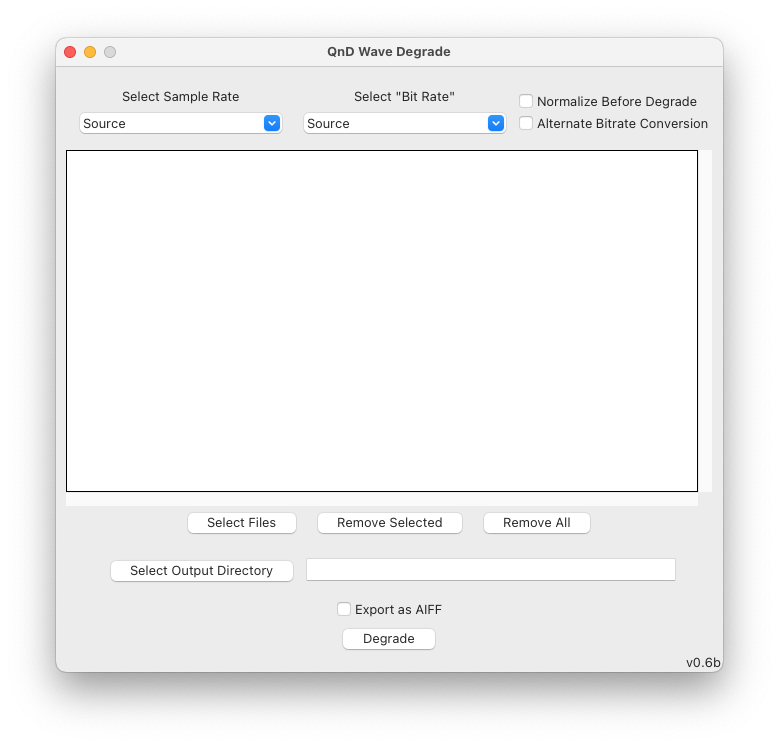 QnD Wave Degrade
Select Sample Rate
Select "Bit Rate"
Normalize Before Degrade
Source
Source
Alternate Bitrate Conversion
Select Files
Remove Selected
Remove All
Select Output Directory
Export as AIFF
Degrade
v0.6b